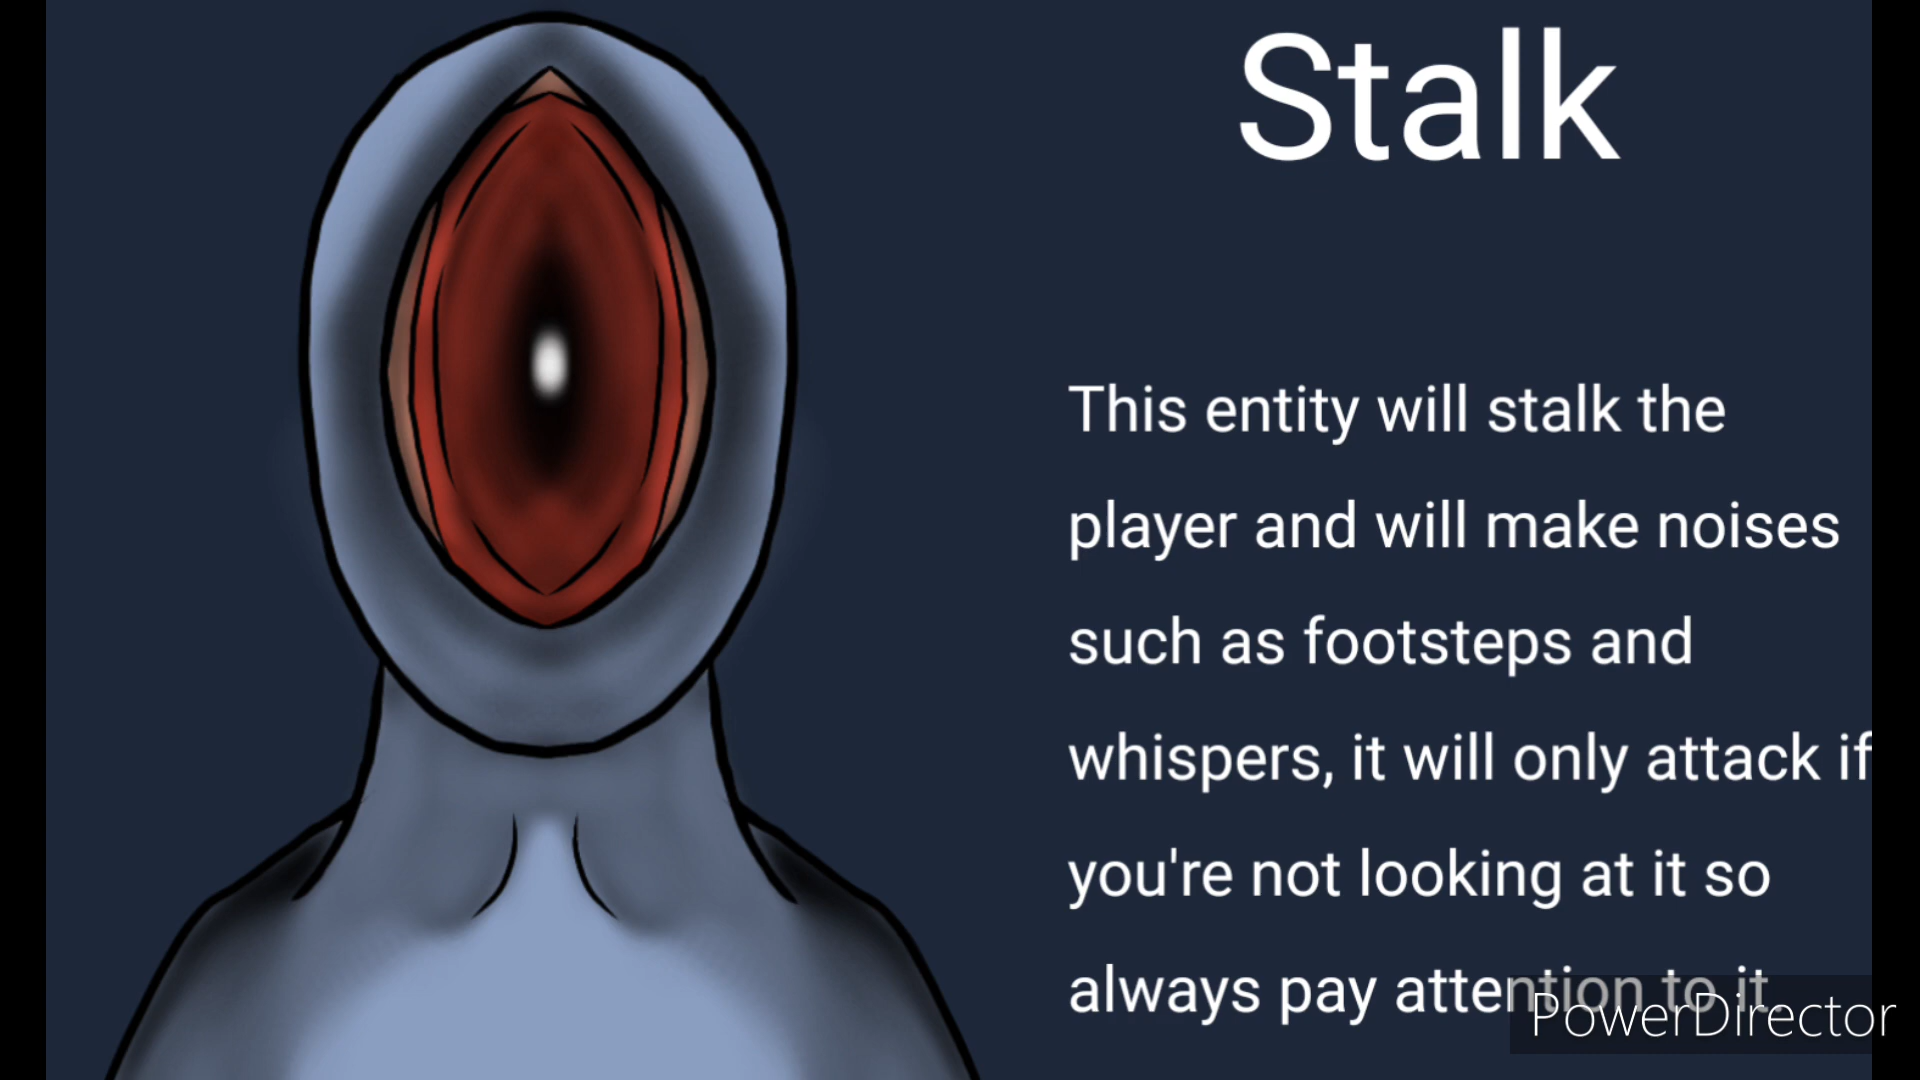 Stalk
This entity will stalk the
player and will make noises
such as footsteps and
whispers, it will only attack if
you're not looking at it so
always pay attention to it.
PowerDirector